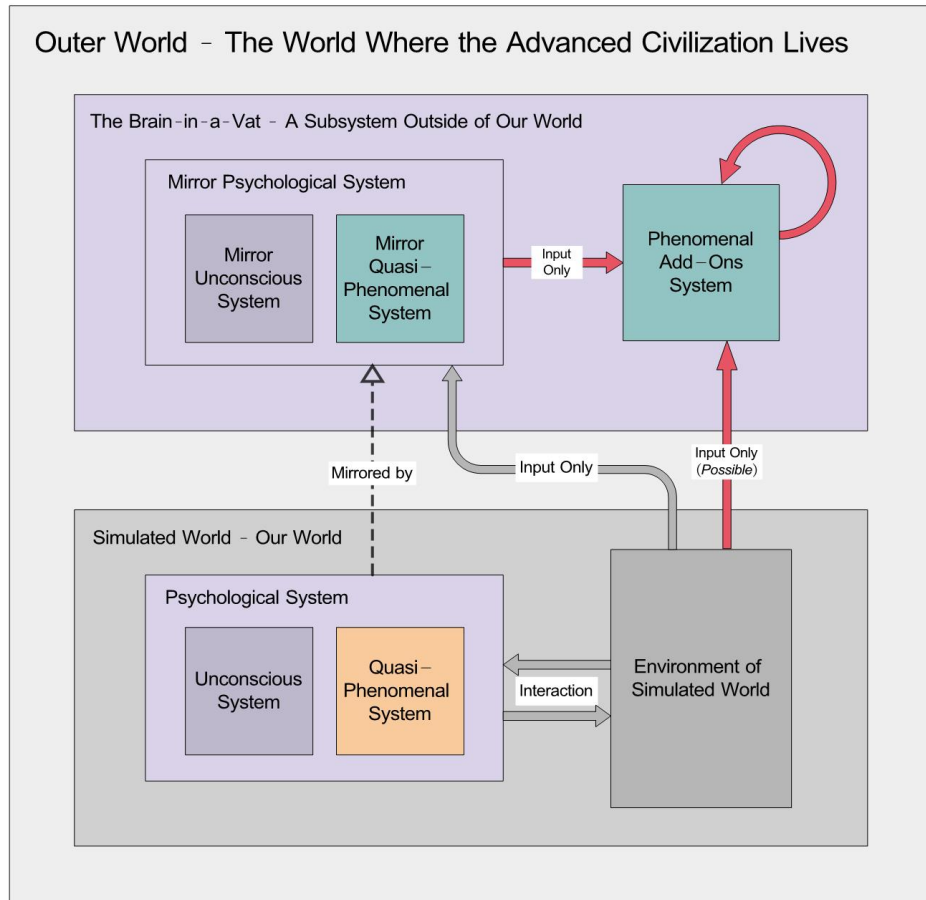 Outer World – The World Where the Advanced Civilization Lives
The Brain-in-a-Vat – A Subsystem Outside of Our World
Mirror Psychological System
Mirror
Unconscious
System
Mirror
Quasi–
Phenomenal
System
Input
Only
Phenomenal
Add–Ons
System
Mirrored by
Input Only
Input Only
(Possible)
Simulated World – Our World
Psychological System
Unconscious
System
Quasi–
Phenomenal
System
Interaction
Environment of
Simulated World